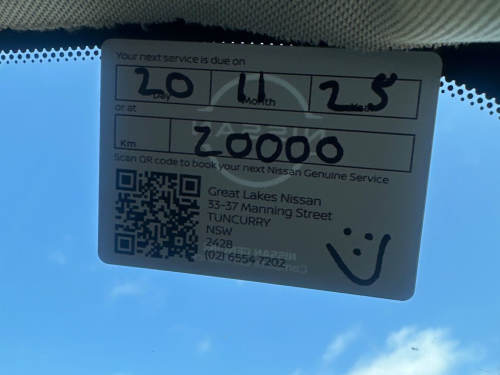 Your next service is due on
20 11 25
Day Month Year
or at
Km 20000
Scan QR code to book your next Nissan Genuine Service
Great Lakes Nissan
33-37 Manning Street
TUNCURRY
NSW
2428
(02) 6554 7202
NISSAN